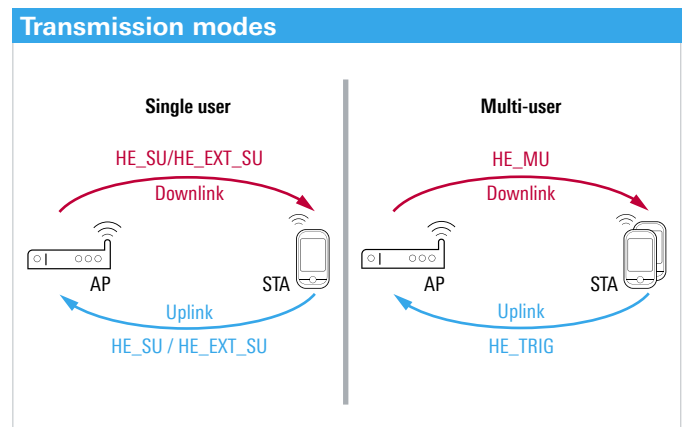 Transmission modes
Single user
HE_SU/HE_EXT_SU
Downlink
AP
STA
Uplink
HE_SU / HE_EXT_SU
Multi-user
HE_MU
Downlink
AP
STA
Uplink
HE_TRIG